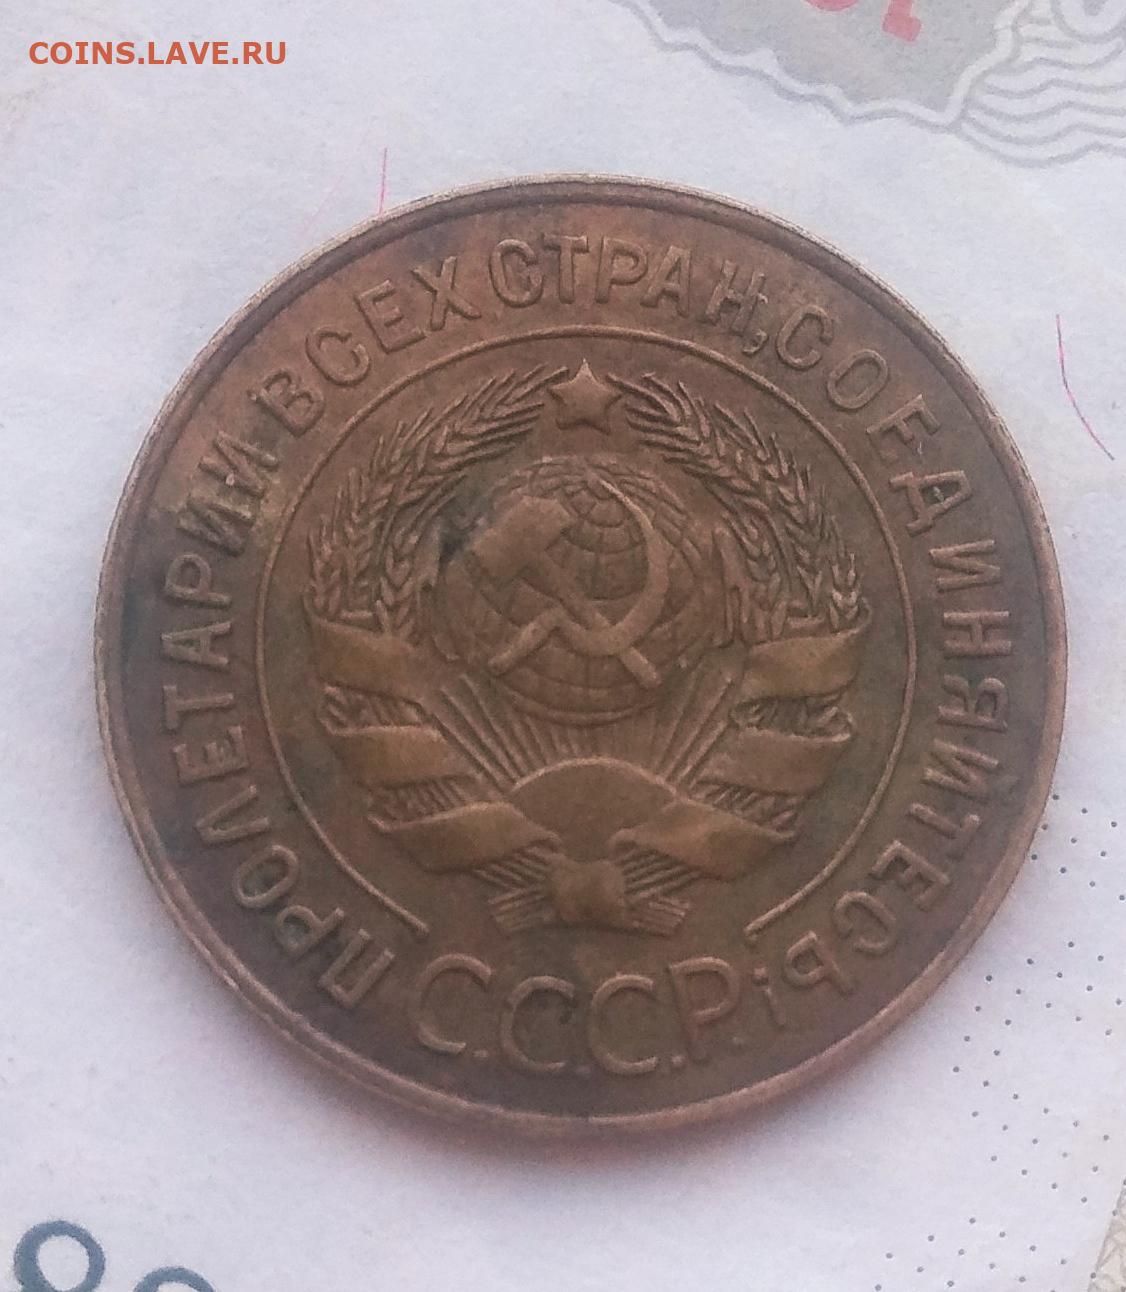 COINS.LAVE.RU
ПРОЛЕТАРИИ ВСЕХ СТРАН, СОЕДИНЯЙТЕСЬ!
С.С.С.Р.